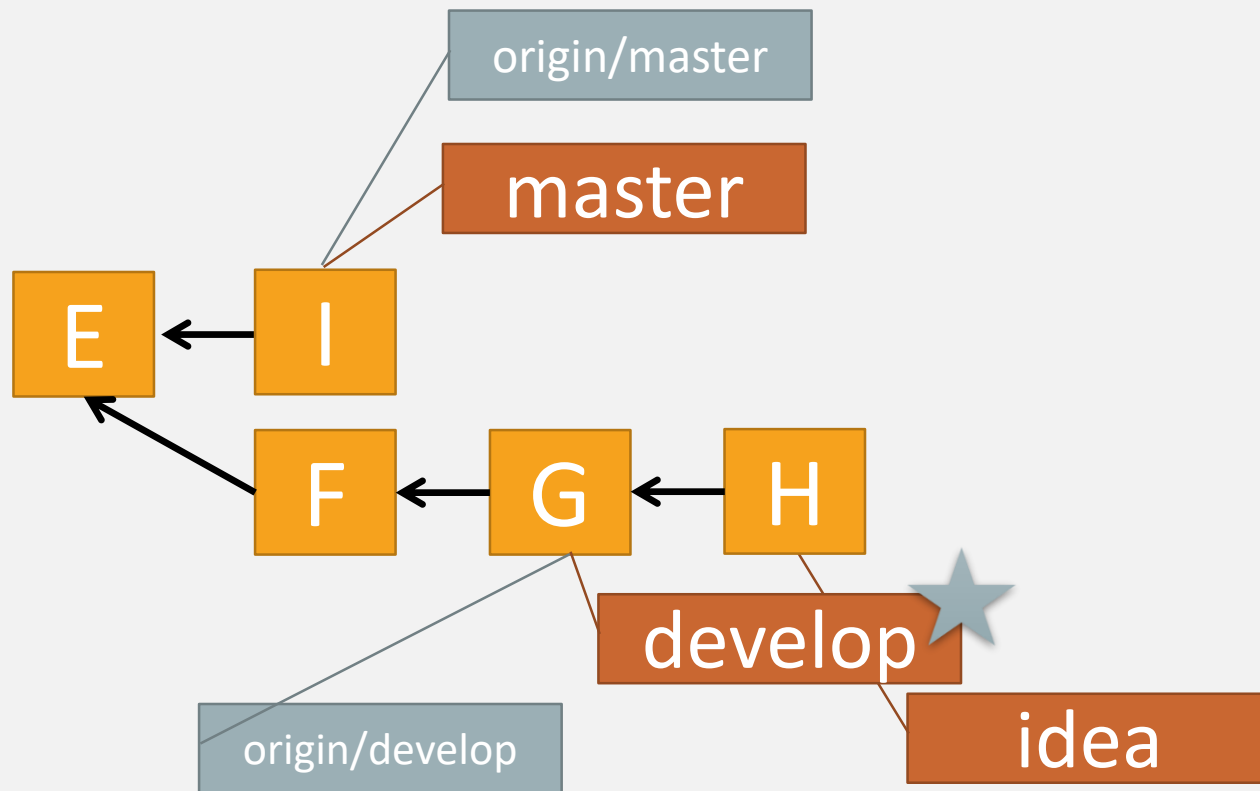 origin/master
master
E
I
F
G
H
develop
idea
origin/develop